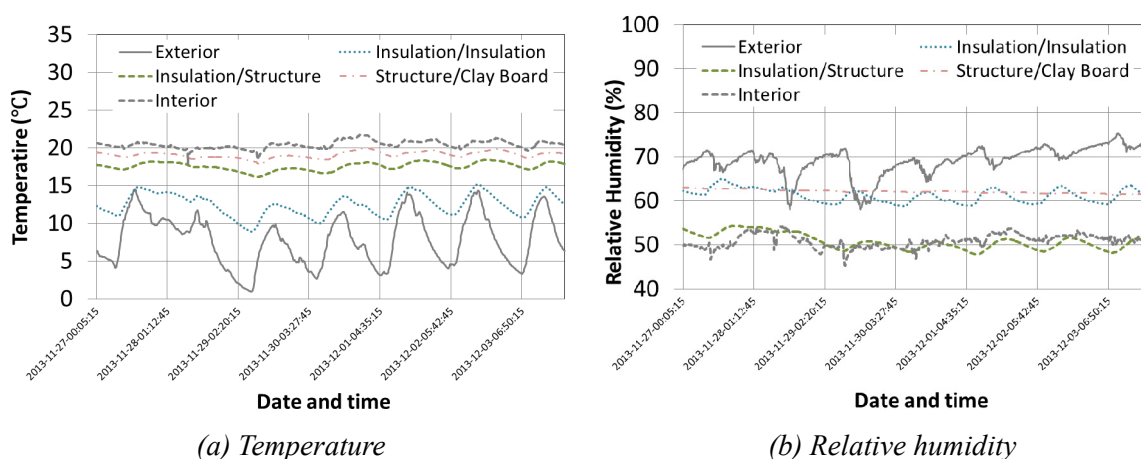 35
30
25
20
15
10
5
0
Temperatire (°C)
Exterior
Insulation/Insulation
Insulation/Structure
Structure/Clay Board
Interior
2013-11-27-00:05:15
2013-11-28-01:12:45
2013-11-29-02:20:15
2013-11-30-03:27:45
2013-12-01-04:35:15
2013-12-02-05:42:45
2013-12-03-06:50:15
Date and time
(a) Temperature
100
90
80
70
60
50
40
Relative Humidity (%)
Exterior
Insulation/Insulation
Insulation/Structure
Structure/Clay Board
Interior
2013-11-27-00:05:15
2013-11-28-01:12:45
2013-11-29-02:20:15
2013-11-30-03:27:45
2013-12-01-04:35:15
2013-12-02-05:42:45
2013-12-03-06:50:15
Date and time
(b) Relative humidity